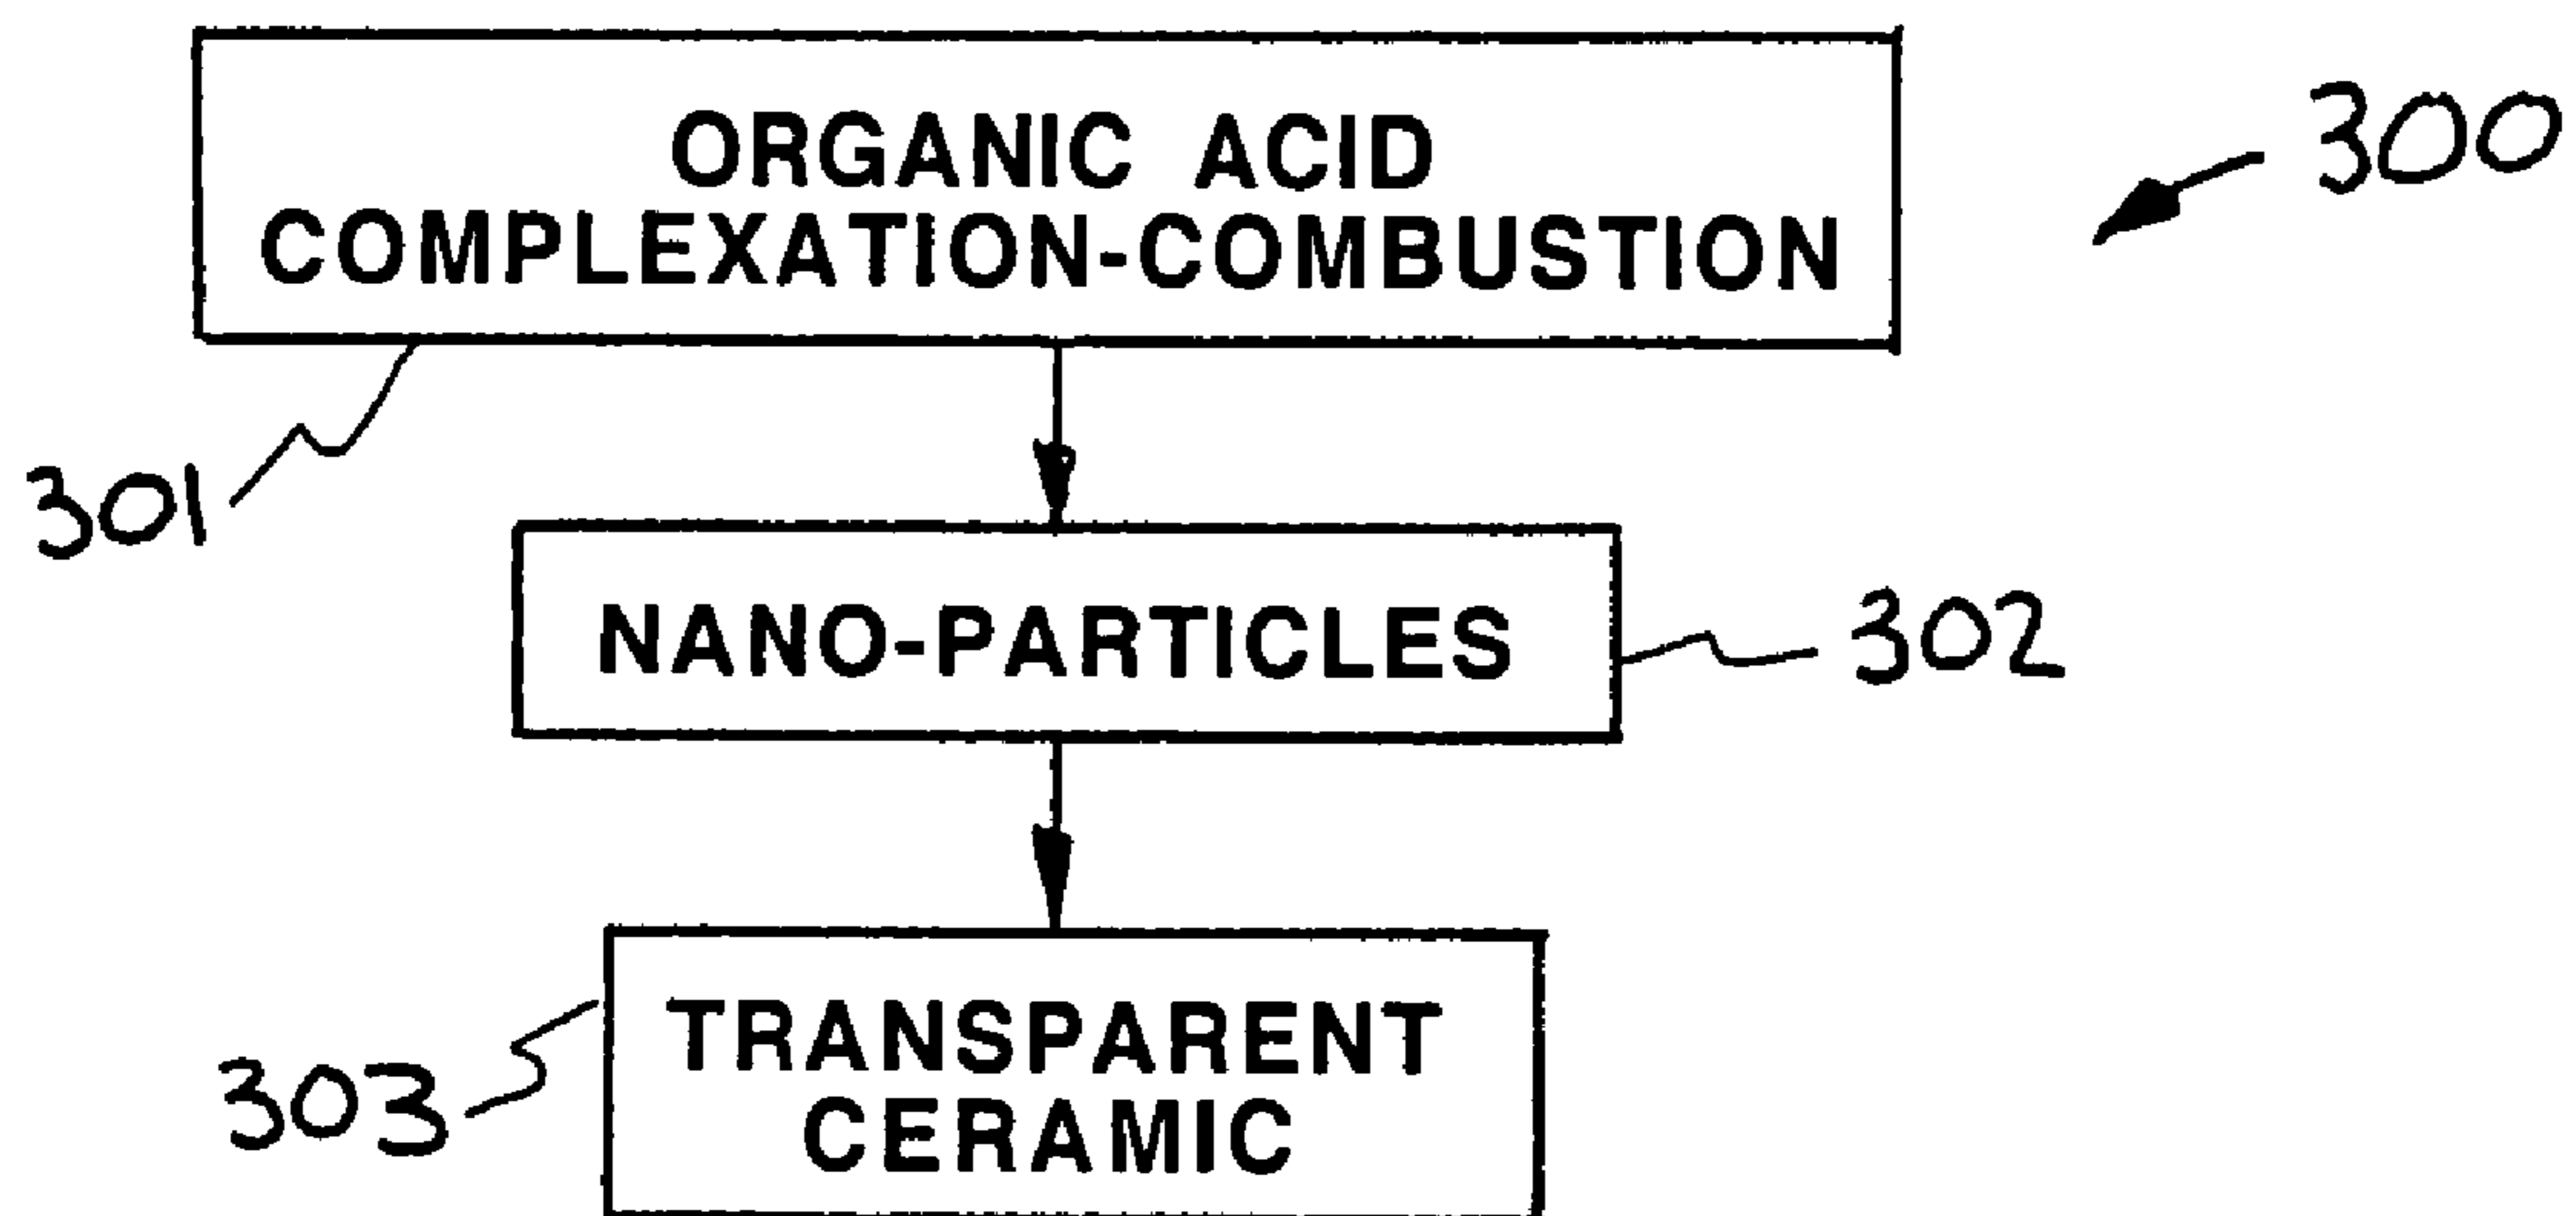 ORGANIC ACID
COMPLEXATION-COMBUSTION
300
301
NANO-PARTICLES
302
TRANSPARENT
CERAMIC
303